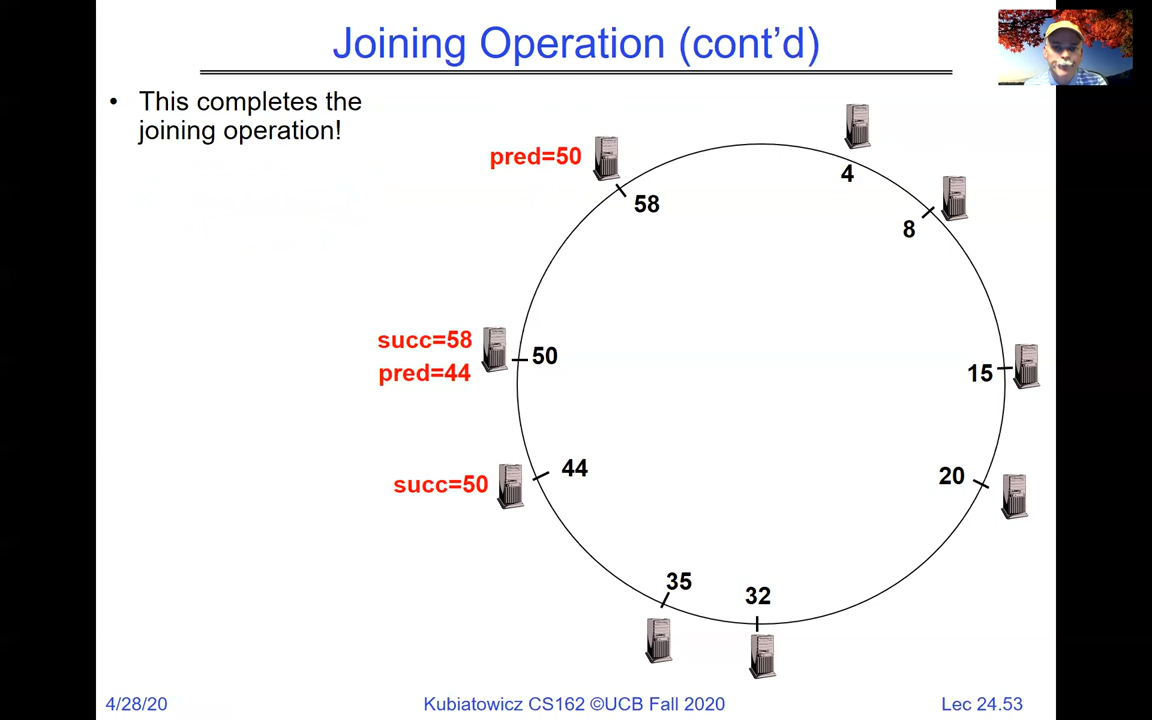 Joining Operation (cont’d)
• This completes the
joining operation!
pred=50
58
4
8
succ=58
pred=44
50
15
succ=50
44
20
35
32
4/28/20
Kubiatowicz CS162 ©UCB Fall 2020
Lec 24.53